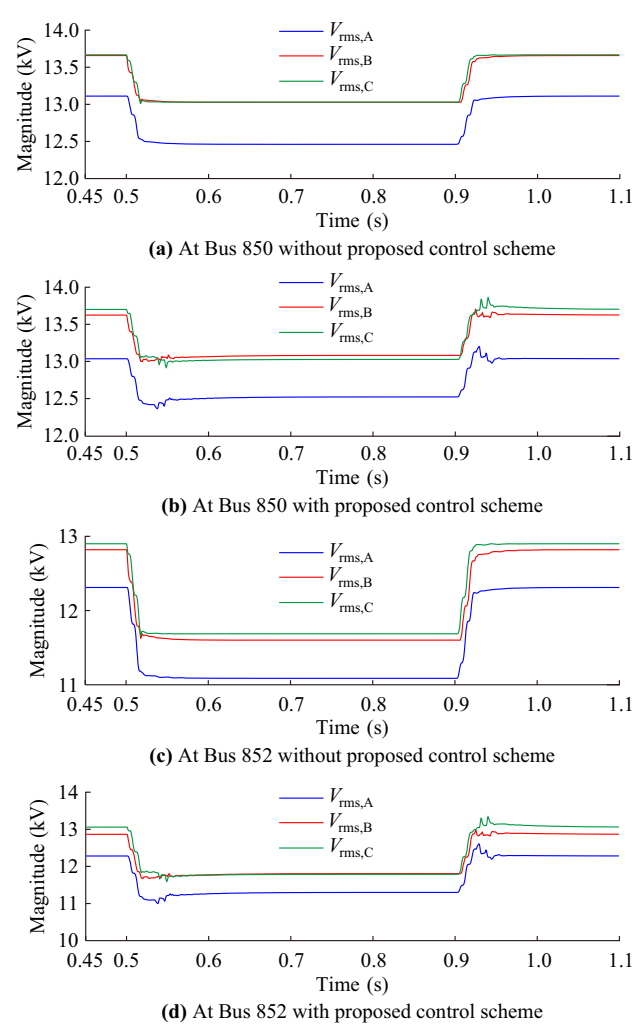 14.0
13.5
13.0
12.5
12.0
Magnitude (kV)
Vrms,A
Vrms,B
Vrms,C
0.45 0.5 0.6 0.7 0.8 0.9 1.0 1.1
Time (s)
(a) At Bus 850 without proposed control scheme
14.0
13.5
13.0
12.5
12.0
Magnitude (kV)
Vrms,A
Vrms,B
Vrms,C
0.45 0.5 0.6 0.7 0.8 0.9 1.0 1.1
Time (s)
(b) At Bus 850 with proposed control scheme
13
12
11
Magnitude (kV)
Vrms,A
Vrms,B
Vrms,C
0.45 0.5 0.6 0.7 0.8 0.9 1.0 1.1
Time (s)
(c) At Bus 852 without proposed control scheme
14
13
12
11
10
Magnitude (kV)
Vrms,A
Vrms,B
Vrms,C
0.45 0.5 0.6 0.7 0.8 0.9 1.0 1.1
Time (s)
(d) At Bus 852 with proposed control scheme